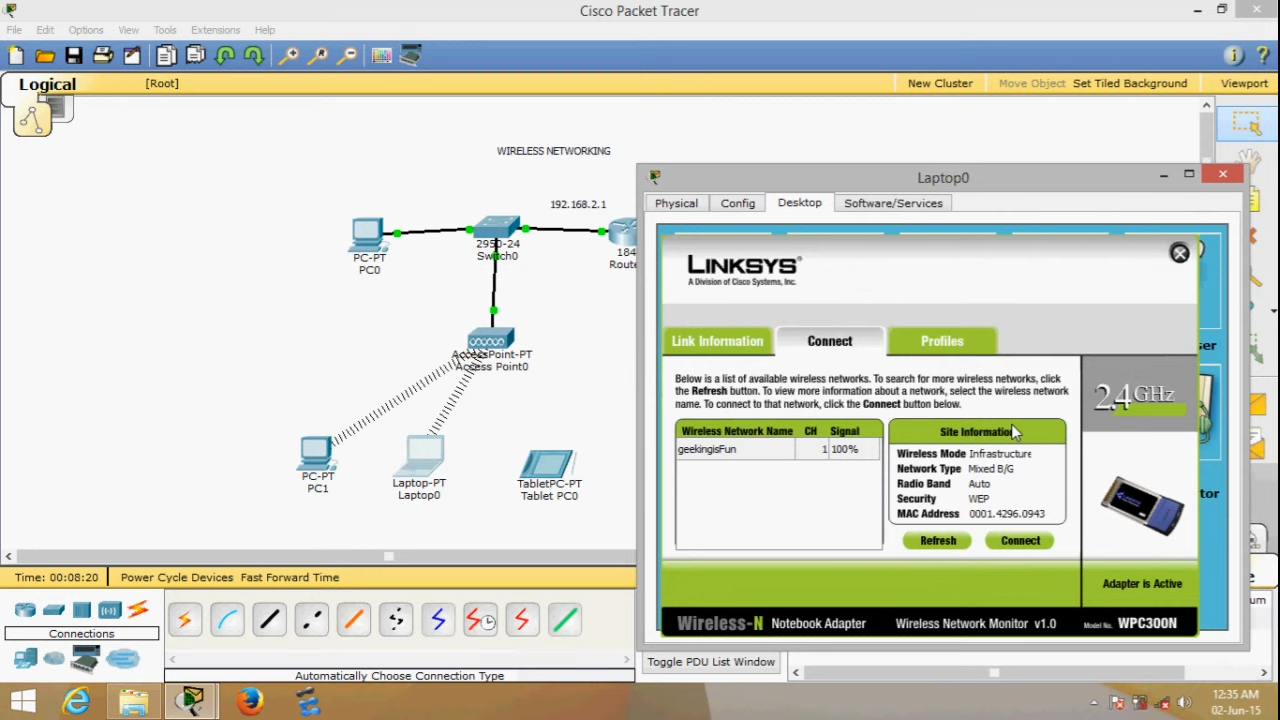 Cisco Packet Tracer
File Edit Options View Tools Extensions Help
Logical [Root] New Cluster Move Object Set Tiled Background Viewport
WIRELESS NETWORKING
192.168.2.1
2950-24
Switch0
184
Route
PC-PT
PC0
AccessPoint-PT
Access Point0
PC-PT
PC1
Laptop-PT
Laptop0
TabletPC-PT
Tablet PC0
Laptop0
Physical Config Desktop Software/Services
LINKSYS®
A Division of Cisco Systems, Inc.
Link Information Connect Profiles
Below is a list of available wireless networks. To search for more wireless networks, click
the Refresh button. To view more information about a network, select the wireless network
name. To connect to that network, click the Connect button below.
2.4GHz
Wireless Network Name CH Signal
geekingisFun 1 100%
Site Information
Wireless Mode Infrastructure
Network Type Mixed B/G
Radio Band Auto
Security WEP
MAC Address 0001.4296.0943
Refresh Connect
Adapter is Active
Wireless-N Notebook Adapter Wireless Network Monitor v1.0 Model No. WPC300N
ser
tor
e
um
Time: 00:08:20 Power Cycle Devices Fast Forward Time
Connections
Automatically Choose Connection Type
Toggle PDU List Window
12:35 AM
02-Jun-15